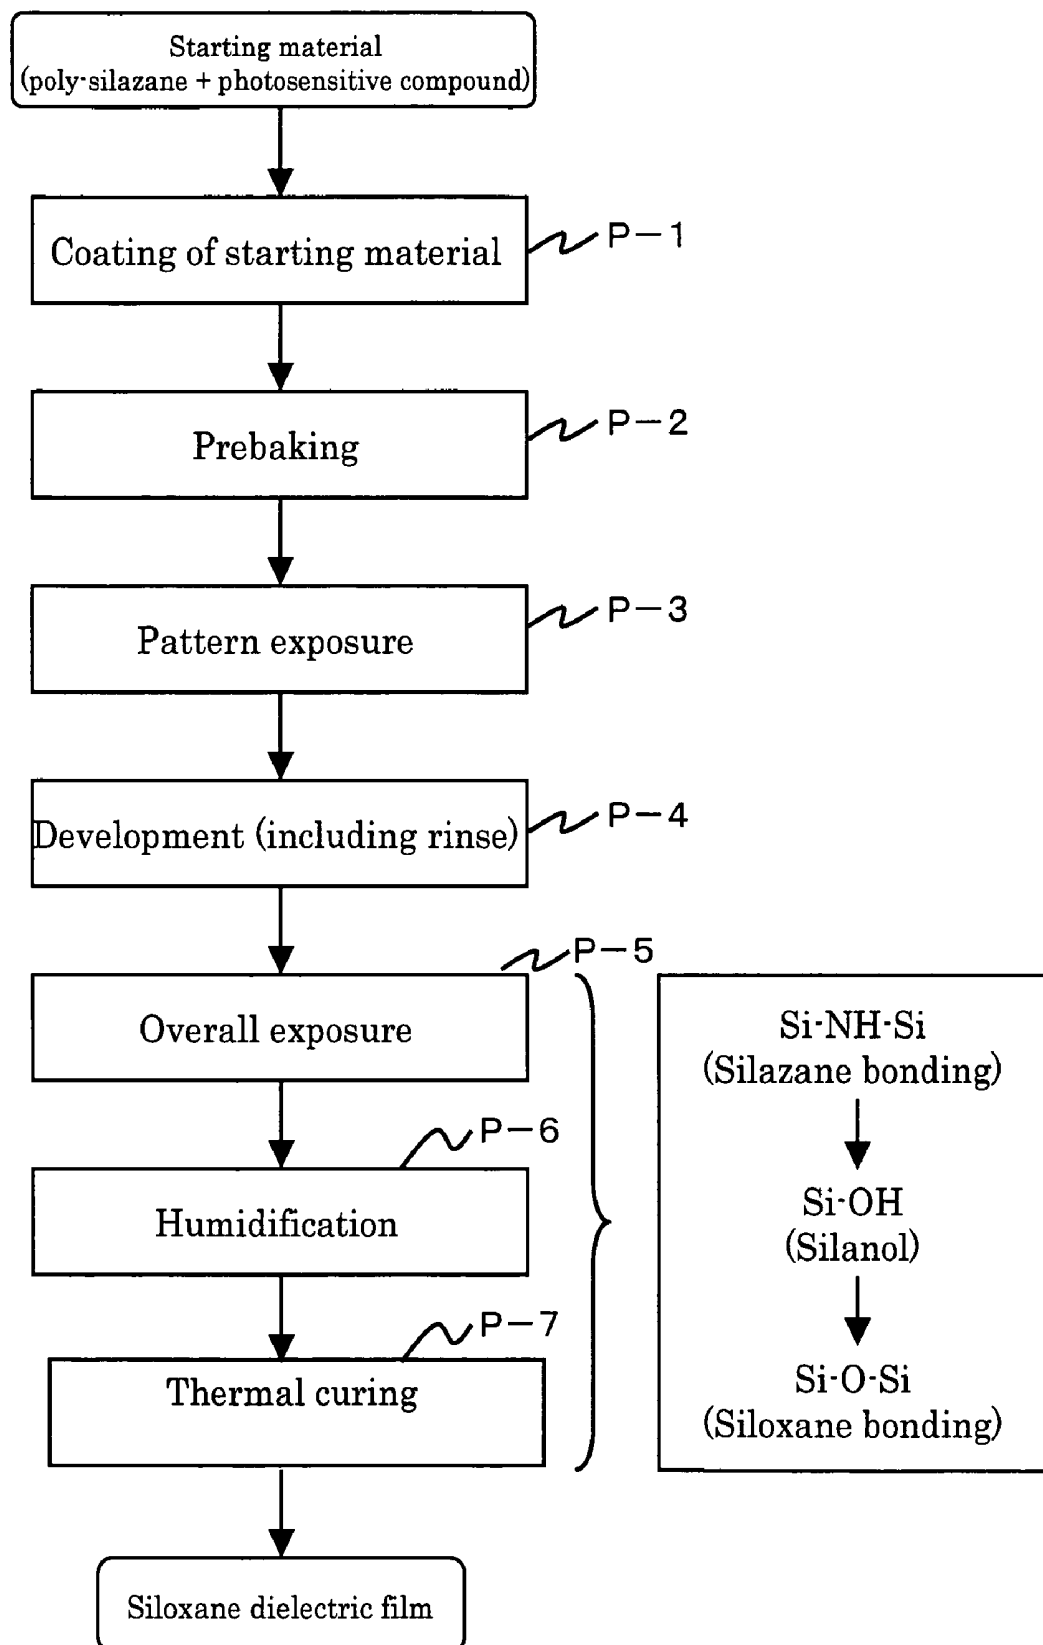 Starting material
(poly-silazane + photosensitive compound)
Coating of starting material
P-1
Prebaking
P-2
Pattern exposure
P-3
Development (including rinse)
P-4
P-5
Overall exposure
P-6
Humidification
P-7
Thermal curing
Si-NH-Si
(Silazane bonding)
Si-OH
(Silanol)
Si-O-Si
(Siloxane bonding)
Siloxane dielectric film